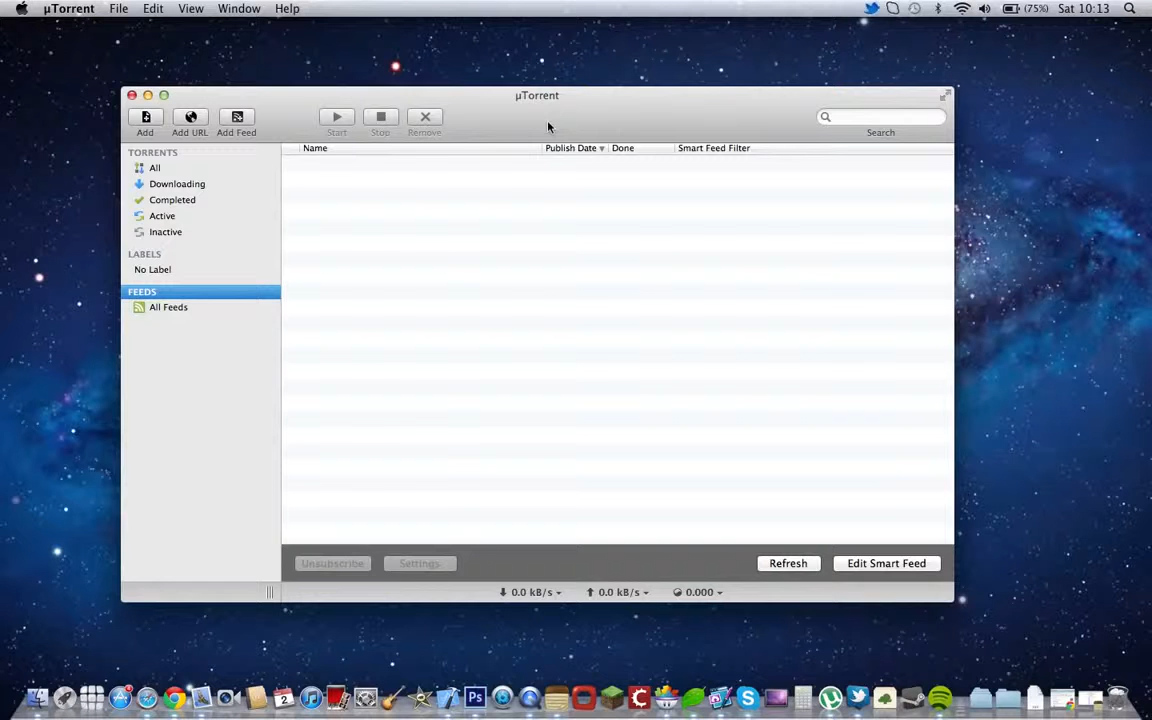 µTorrent File Edit View Window Help (75%) Sat 10:13
µTorrent
Add Add URL Add Feed Start Stop Remove Search
TORRENTS
All
Downloading
Completed
Active
Inactive
LABELS
No Label
FEEDS
All Feeds
Name Publish Date Done Smart Feed Filter
Unsubscribe Settings Refresh Edit Smart Feed
0.0 kB/s 0.0 kB/s 0.000
2
Ps